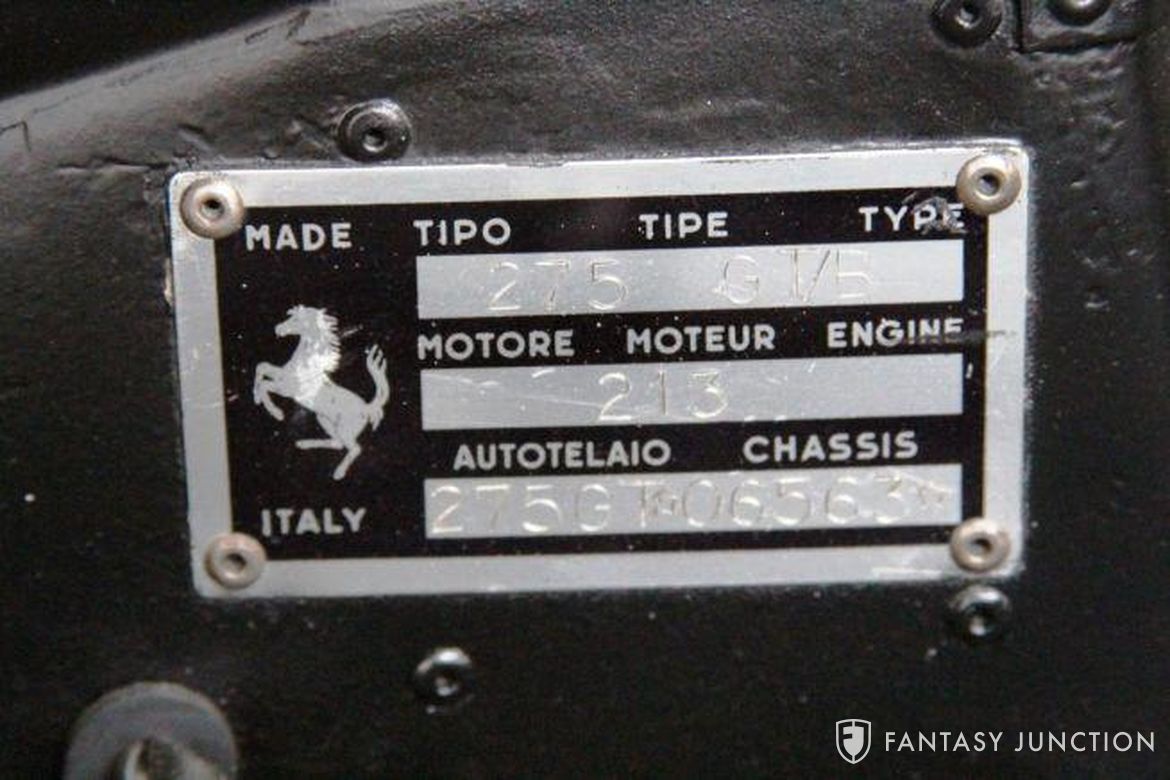 MADE TIPO TIPE TYPE
275 GT/B
MOTORE MOTEUR ENGINE
213
AUTOTELAIO CHASSIS
275GT*06563*
ITALY
FANTASY JUNCTION